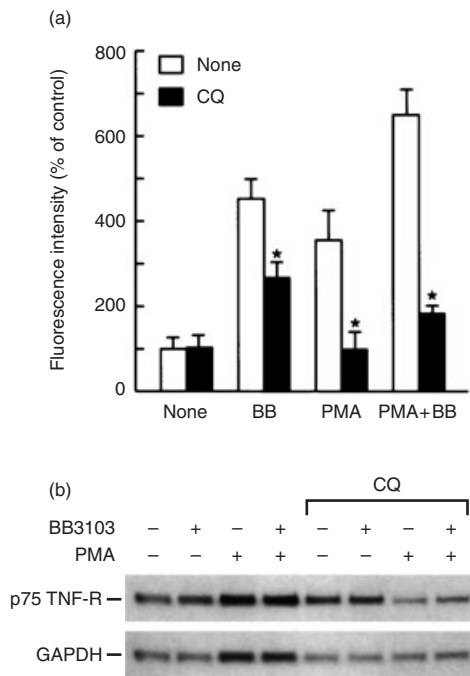 (a)
Fluorescence intensity (% of control)
800
600
400
200
0
None
CQ
★
★
★
None BB PMA PMA+BB
(b)
CQ
BB3103 – + – + – + – +
PMA – – + + – – + +
p75 TNF-R
GAPDH